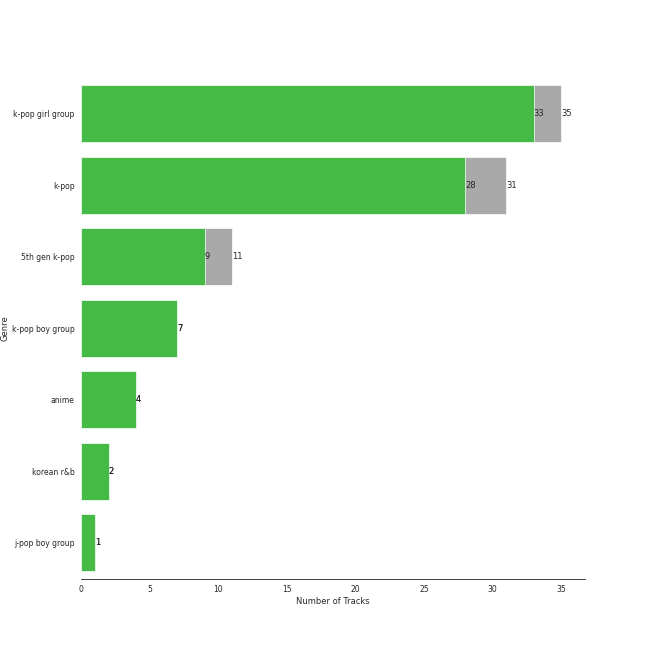 k-pop girl group 33 35
k-pop 28 31
5th gen k-pop 9 11
k-pop boy group 7
anime 4
korean r&b 2
j-pop boy group 1
Genre
0 5 10 15 20 25 30 35
Number of Tracks